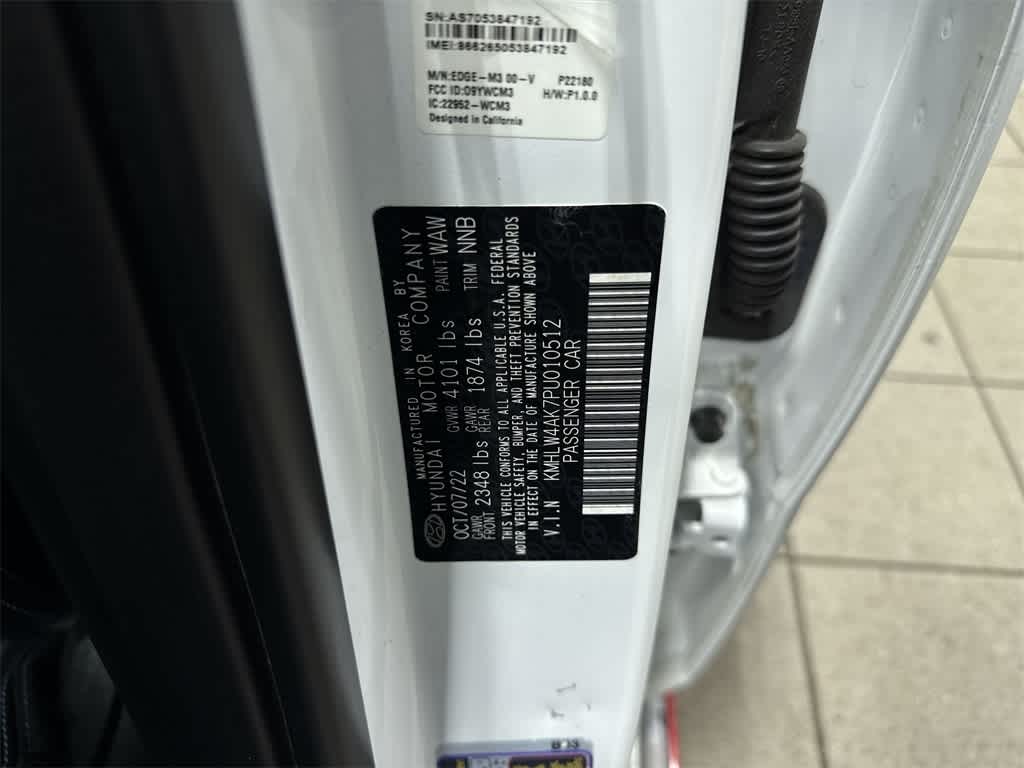 SN:AS7053847192
IMEI:866265053847192
M/N:EDGE-M3 00-V P22180
FCC ID:O9YWCM3 H/W:P1.0.0
IC:22952-WCM3
Designed in California
MANUFACTURED IN KOREA BY
HYUNDAI MOTOR COMPANY
OCT/07/22 GVWR 4101 lbs PAINT WAW
GAWR FRONT 2348 lbs GAWR REAR 1874 lbs TRIM NNB
THIS VEHICLE CONFORMS TO ALL APPLICABLE U.S.A. FEDERAL
MOTOR VEHICLE SAFETY, BUMPER, AND THEFT PREVENTION STANDARDS
IN EFFECT ON THE DATE OF MANUFACTURE SHOWN ABOVE
V.I.N KMHLW4AK7PU010512
PASSENGER CAR